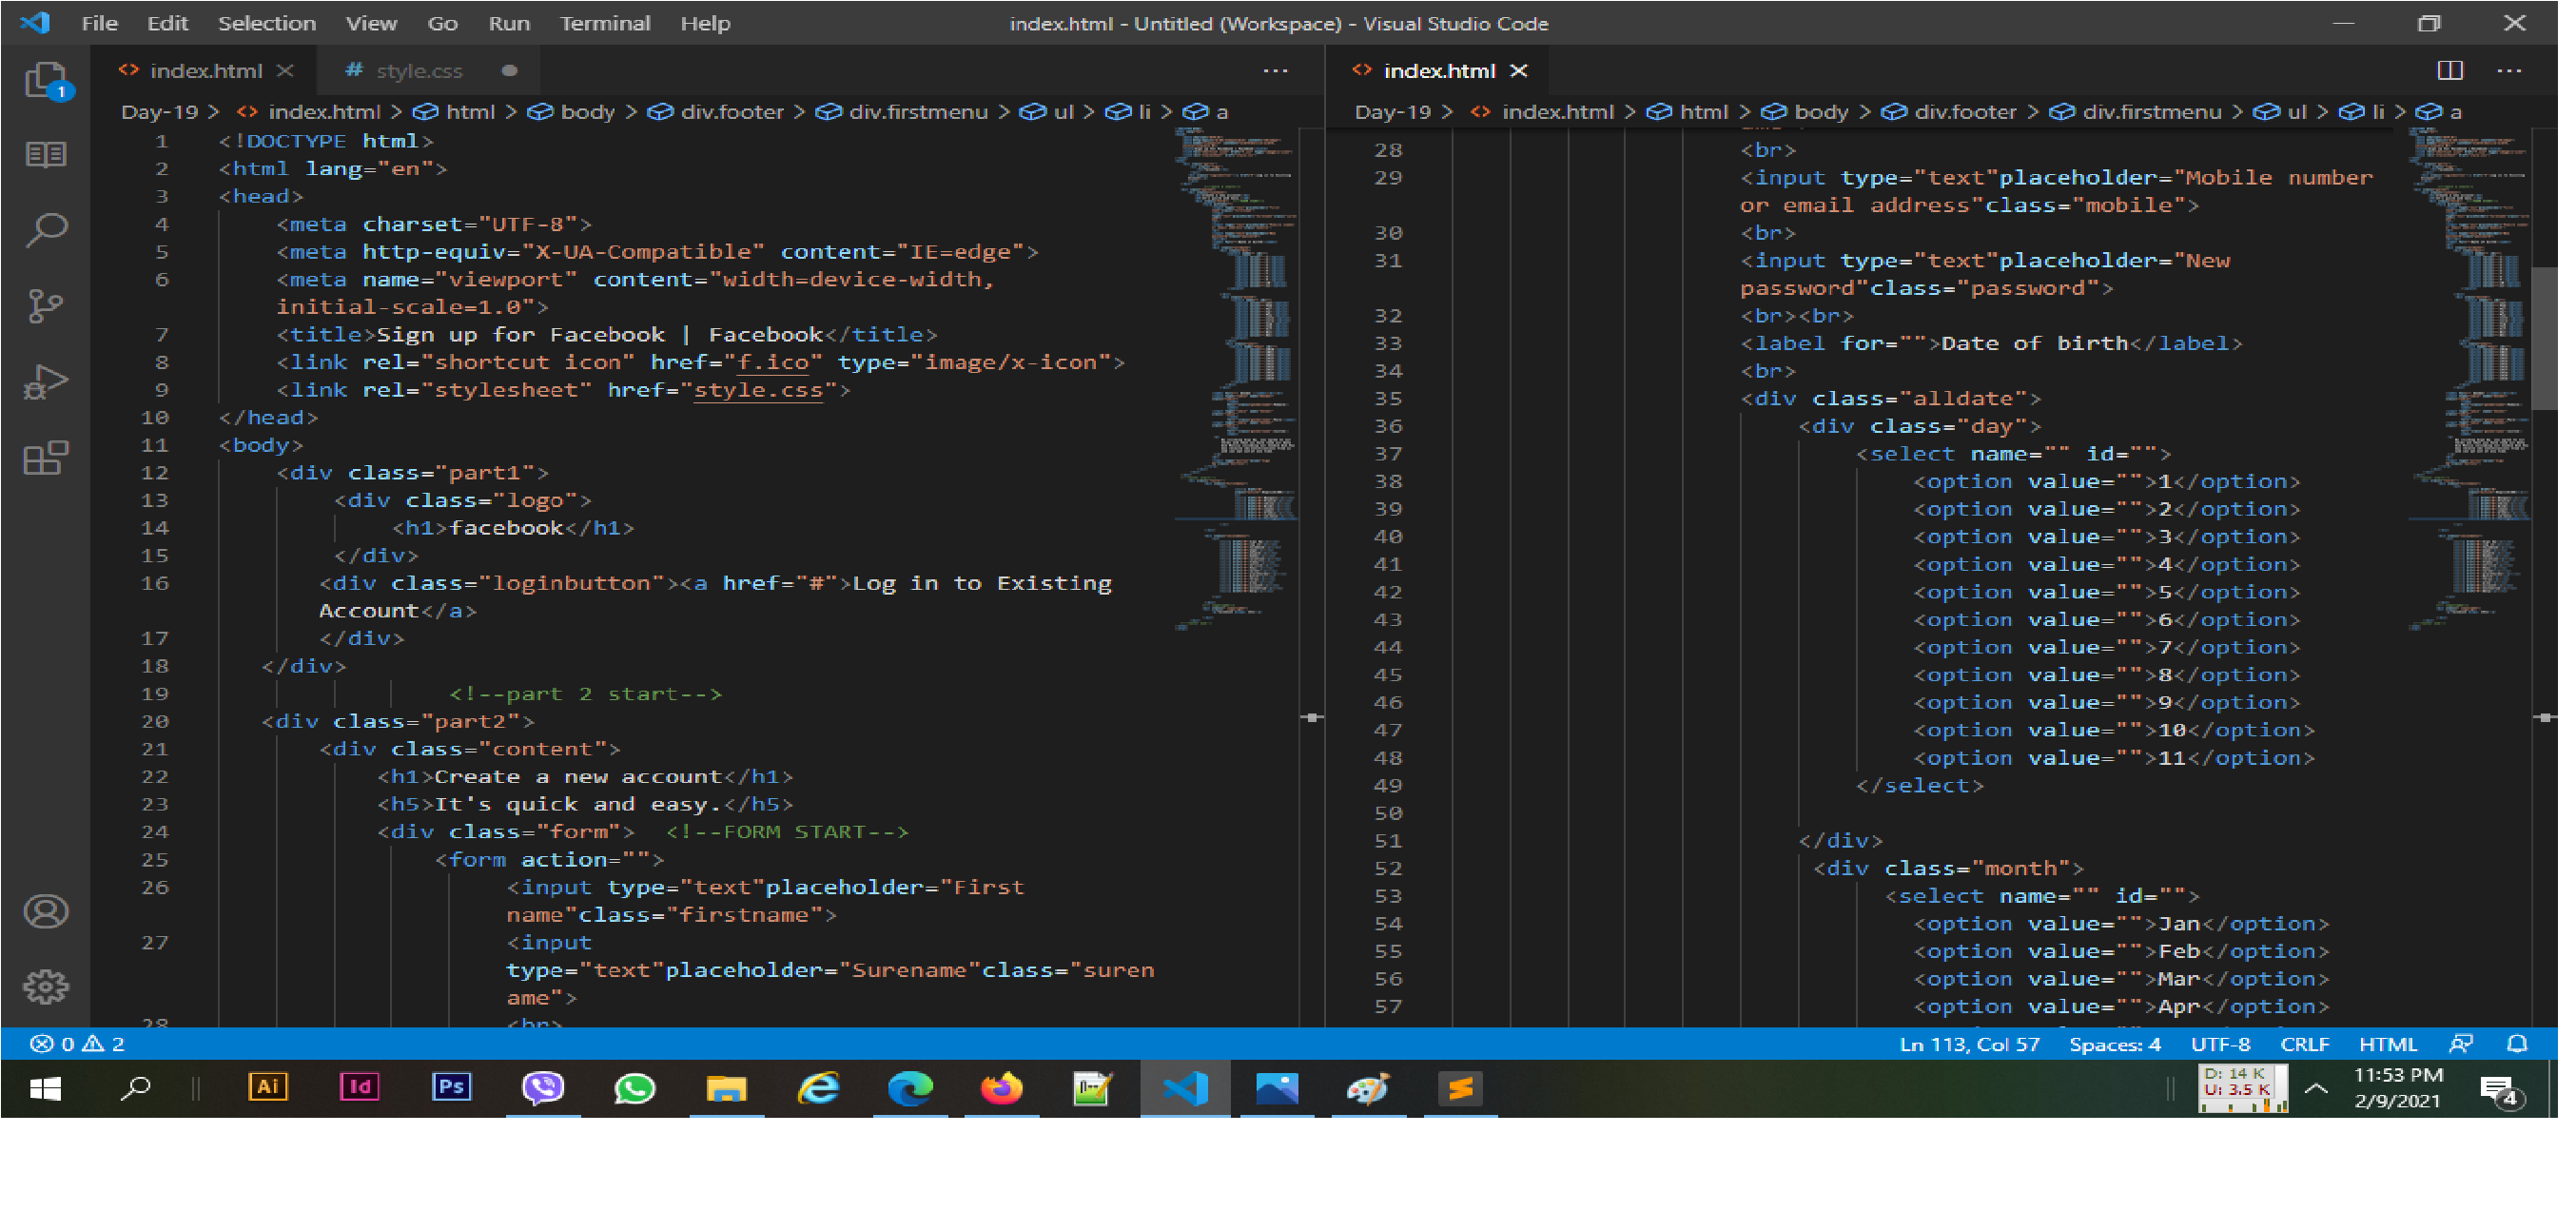 File Edit Selection View Go Run Terminal Help
index.html - Untitled (Workspace) - Visual Studio Code
index.html
# style.css
1
Day-19 > index.html > html > body > div.footer > div.firstmenu > ul > li > a
1 <!DOCTYPE html>
2 <html lang="en">
3 <head>
4 <meta charset="UTF-8">
5 <meta http-equiv="X-UA-Compatible" content="IE=edge">
6 <meta name="viewport" content="width=device-width,
initial-scale=1.0">
7 <title>Sign up for Facebook | Facebook</title>
8 <link rel="shortcut icon" href="f.ico" type="image/x-icon">
9 <link rel="stylesheet" href="style.css">
10 </head>
11 <body>
12 <div class="part1">
13 <div class="logo">
14 <h1>facebook</h1>
15 </div>
16 <div class="loginbutton"><a href="#">Log in to Existing
Account</a>
17 </div>
18 </div>
19 <!--part 2 start-->
20 <div class="part2">
21 <div class="content">
22 <h1>Create a new account</h1>
23 <h5>It's quick and easy.</h5>
24 <div class="form"> <!--FORM START-->
25 <form action="">
26 <input type="text"placeholder="First
name"class="firstname">
27 <input
type="text"placeholder="Surename"class="suren
ame">
28 <br>
index.html
Day-19 > index.html > html > body > div.footer > div.firstmenu > ul > li > a
28 <br>
29 <input type="text"placeholder="Mobile number
or email address"class="mobile">
30 <br>
31 <input type="text"placeholder="New
password"class="password">
32 <br><br>
33 <label for="">Date of birth</label>
34 <br>
35 <div class="alldate">
36 <div class="day">
37 <select name="" id="">
38 <option value="">1</option>
39 <option value="">2</option>
40 <option value="">3</option>
41 <option value="">4</option>
42 <option value="">5</option>
43 <option value="">6</option>
44 <option value="">7</option>
45 <option value="">8</option>
46 <option value="">9</option>
47 <option value="">10</option>
48 <option value="">11</option>
49 </select>
50
51 </div>
52 <div class="month">
53 <select name="" id="">
54 <option value="">Jan</option>
55 <option value="">Feb</option>
56 <option value="">Mar</option>
57 <option value="">Apr</option>
0 2
Ln 113, Col 57 Spaces: 4 UTF-8 CRLF HTML
Ai Id Ps
D: 14 K
U: 3.5 K
11:53 PM
2/9/2021
4